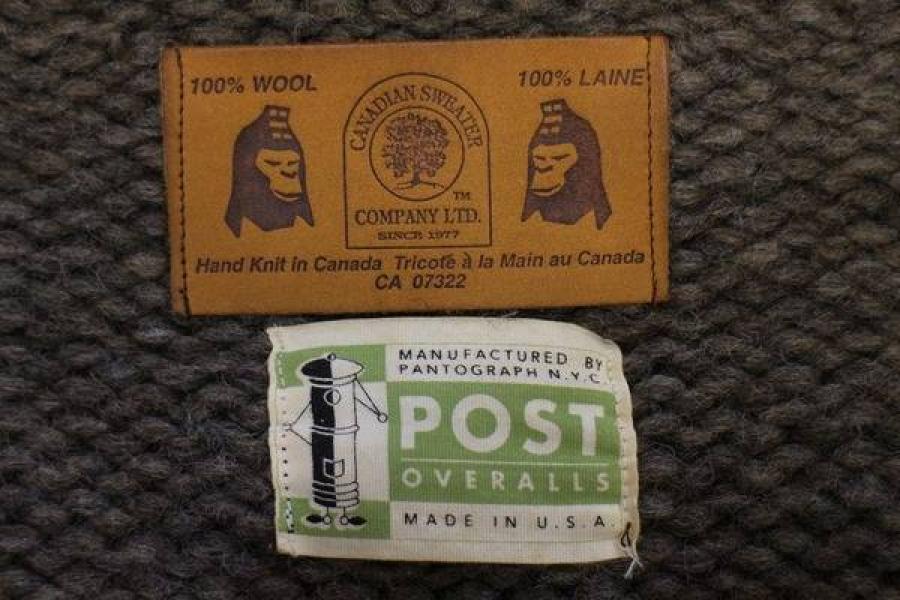 100% WOOL
100% LAINE
CANADIAN SWEATER
TM
COMPANY LTD.
SINCE 1977
Hand Knit in Canada Tricoté à la Main au Canada
CA 07322
MANUFACTURED BY
PANTOGRAPH N.Y.C.
POST
OVERALLS
MADE IN U.S.A.